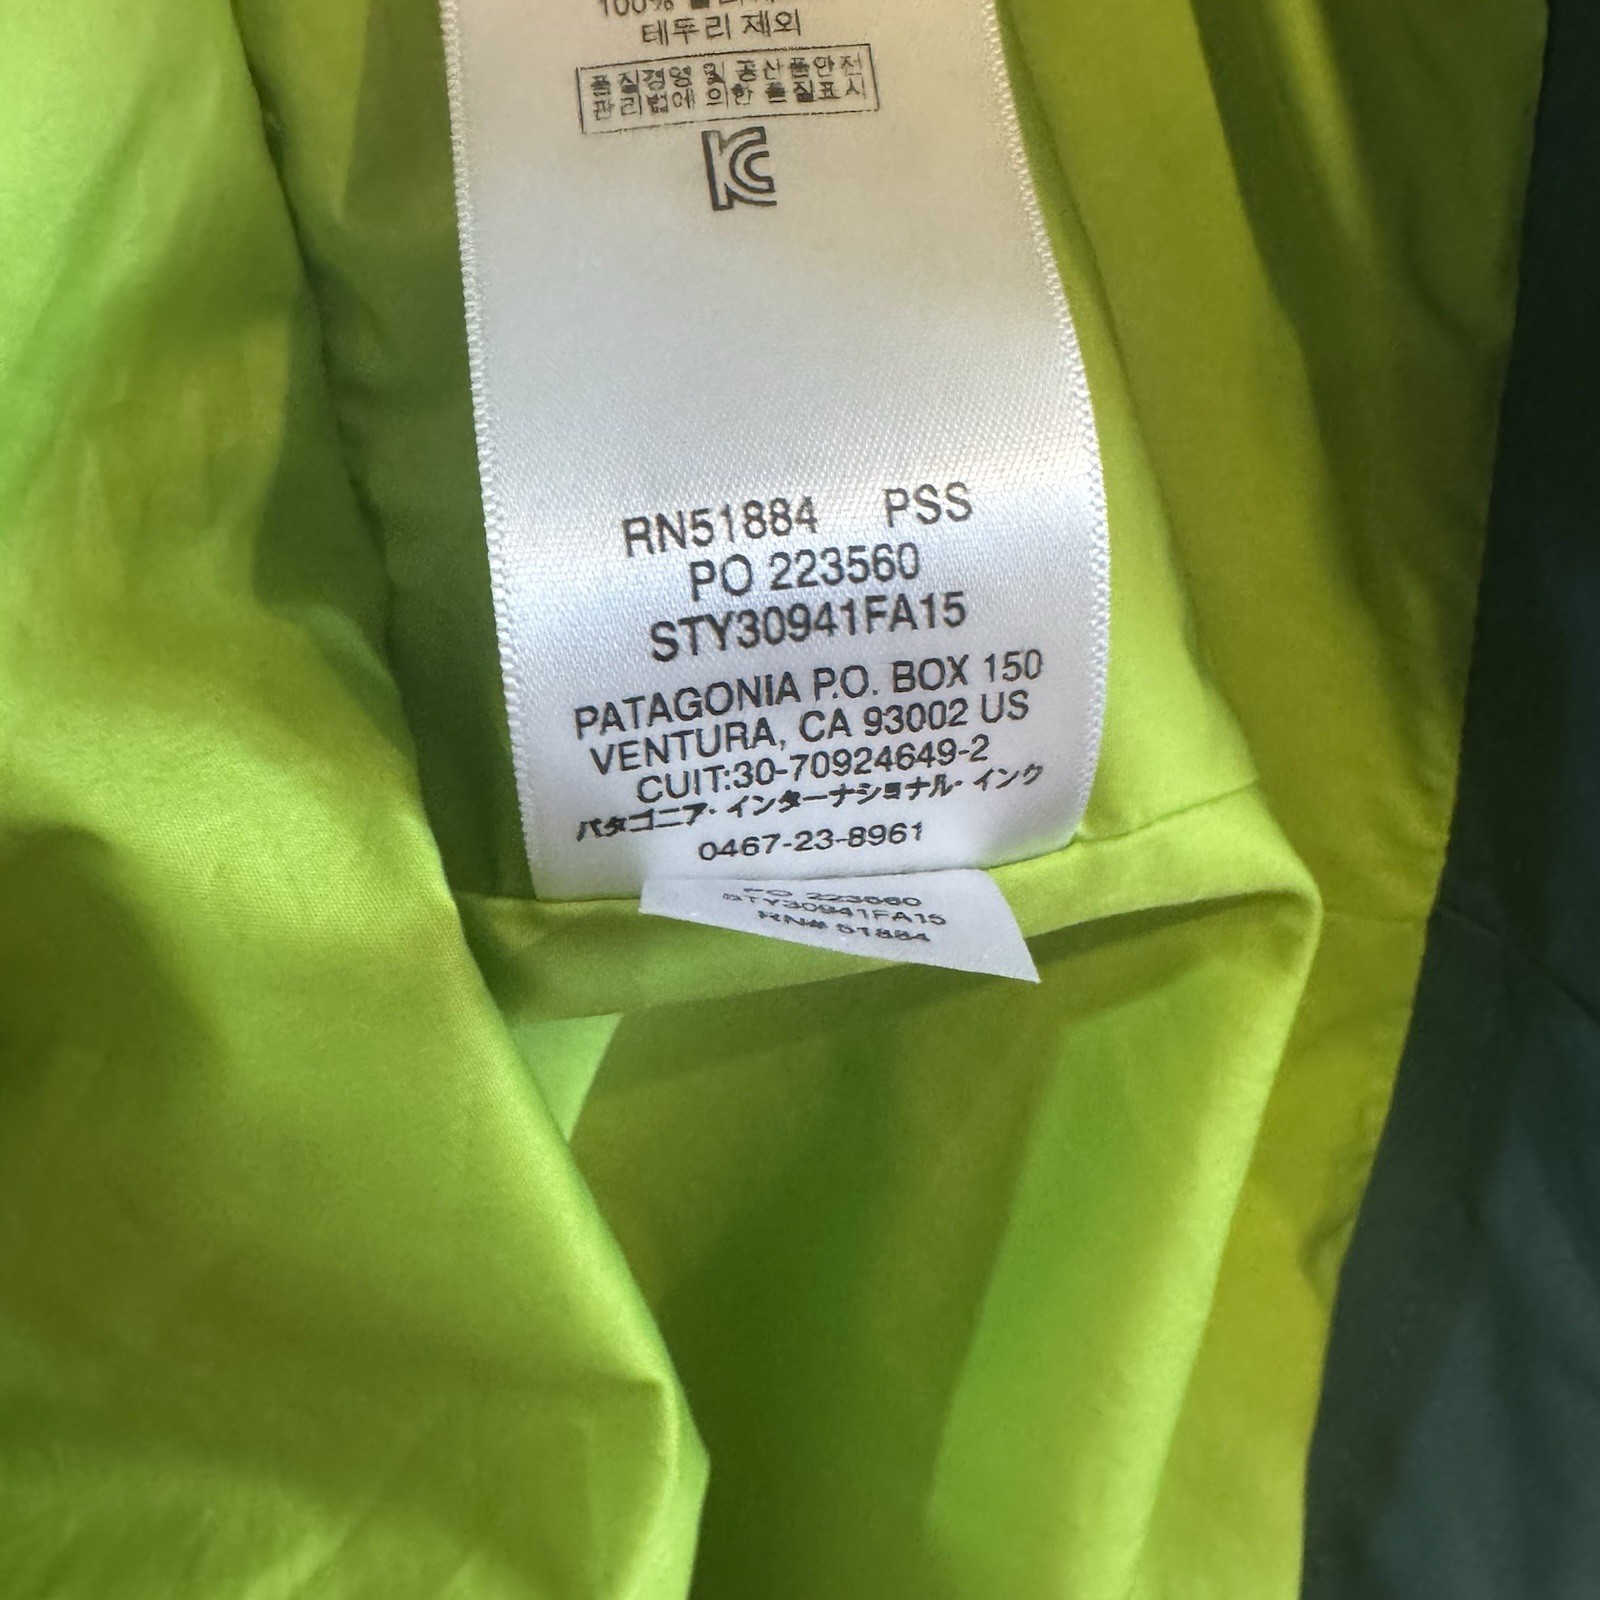 100%
테두리 제외
품질경영 및 공산품안전
관리법에 의한 품질표시
KC
RN51884 PSS
PO 223560
STY30941FA15
PATAGONIA P.O. BOX 150
VENTURA, CA 93002 US
CUIT:30-70924649-2
パタゴニア・インターナショナル・インク
0467-23-8961
PO 223560
STY30941FA15
RN# 51884